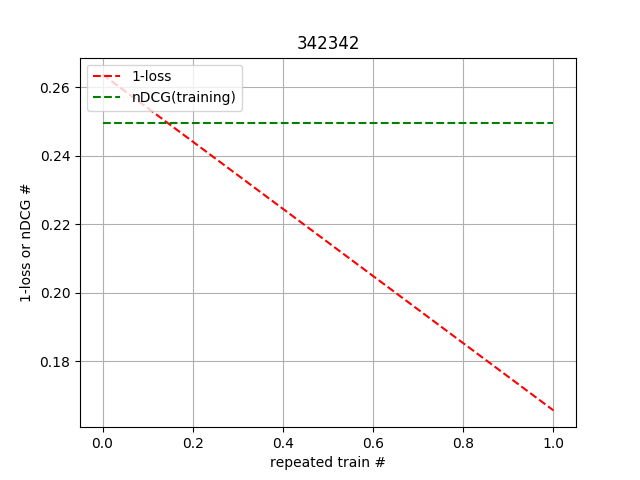 342342
1-loss
nDCG(training)
0.26
0.24
0.22
0.20
0.18
1-loss or nDCG #
0.0 0.2 0.4 0.6 0.8 1.0
repeated train #